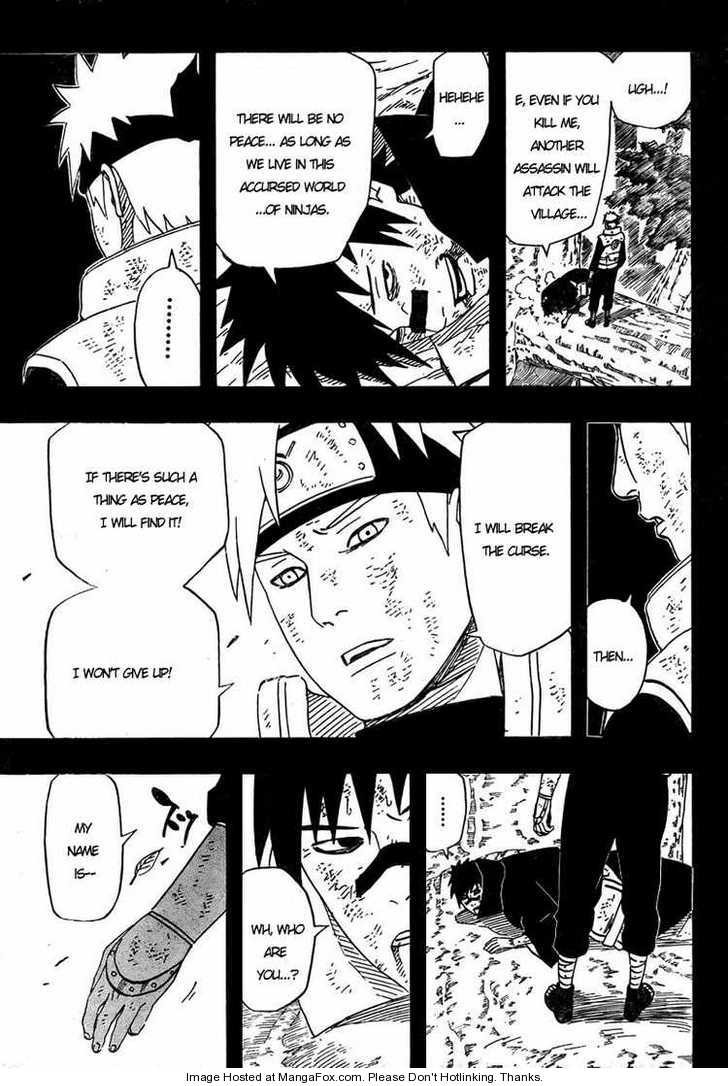 UGH...!
E, EVEN IF YOU
KILL ME,
ANOTHER
ASSASSIN WILL
ATTACK THE
VILLAGE...
HEHEHE
...
THERE WILL BE NO
PEACE... AS LONG AS
WE LIVE IN THIS
ACCURSED WORLD
...OF NINJAS.
........
THEN...
I WILL BREAK
THE CURSE.
IF THERE'S SUCH A
THING AS PEACE,
I WILL FIND IT!
I WON'T GIVE UP!
......
WH, WHO
ARE
YOU...?
MY
NAME
IS--
Image Hosted at MangaFox.com. Please Don't Hotlinking. Thanks.